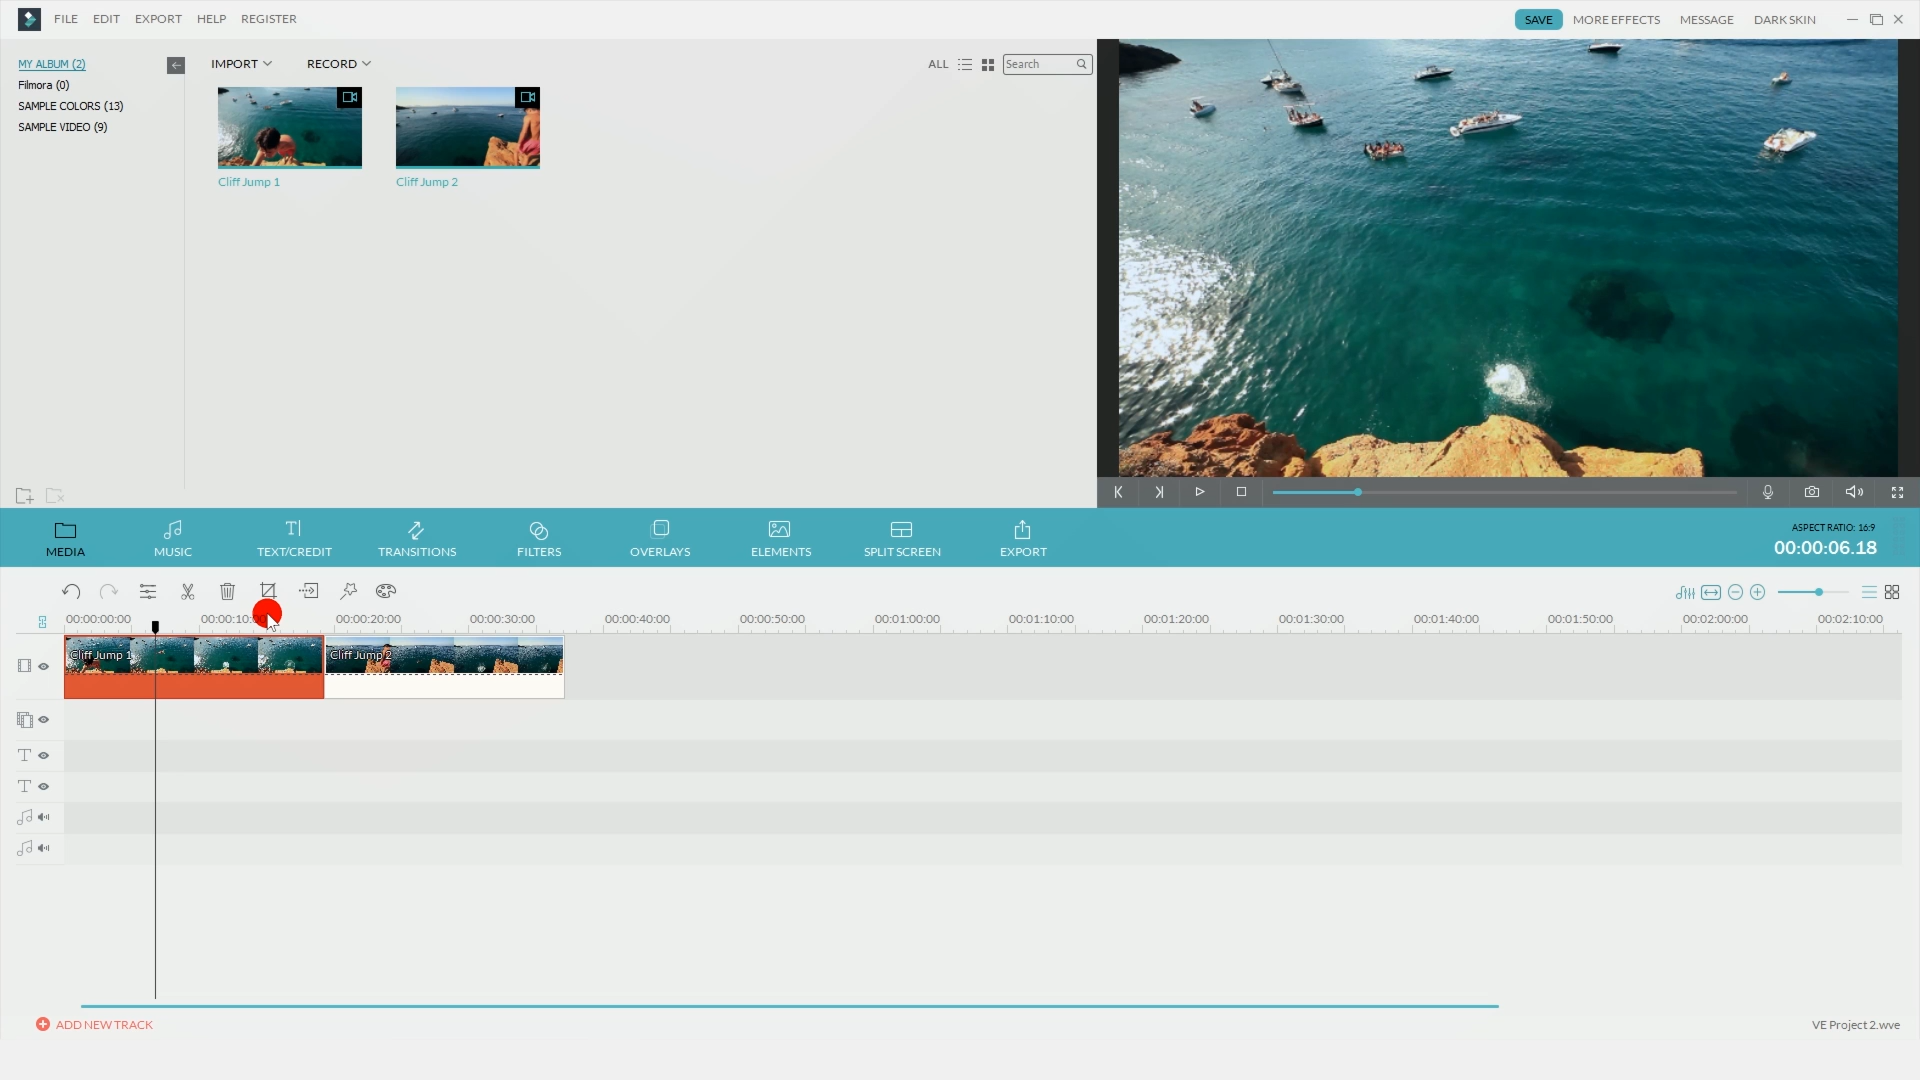 FILE EDIT EXPORT HELP REGISTER SAVE MORE EFFECTS MESSAGE DARK SKIN
MY ALBUM (2) IMPORT RECORD ALL Search
Filmora (0)
SAMPLE COLORS (13)
SAMPLE VIDEO (9)
Cliff Jump 1 Cliff Jump 2
MEDIA MUSIC TEXT/CREDIT TRANSITIONS FILTERS OVERLAYS ELEMENTS SPLIT SCREEN EXPORT
ASPECT RATIO: 16:9
00:00:06.18
00:00:00:00 00:00:10:00 00:00:20:00 00:00:30:00 00:00:40:00 00:00:50:00 00:01:00:00 00:01:10:00 00:01:20:00 00:01:30:00 00:01:40:00 00:01:50:00 00:02:00:00 00:02:10:00
Cliff Jump 1 Cliff Jump 2
ADD NEW TRACK VE Project 2.wve